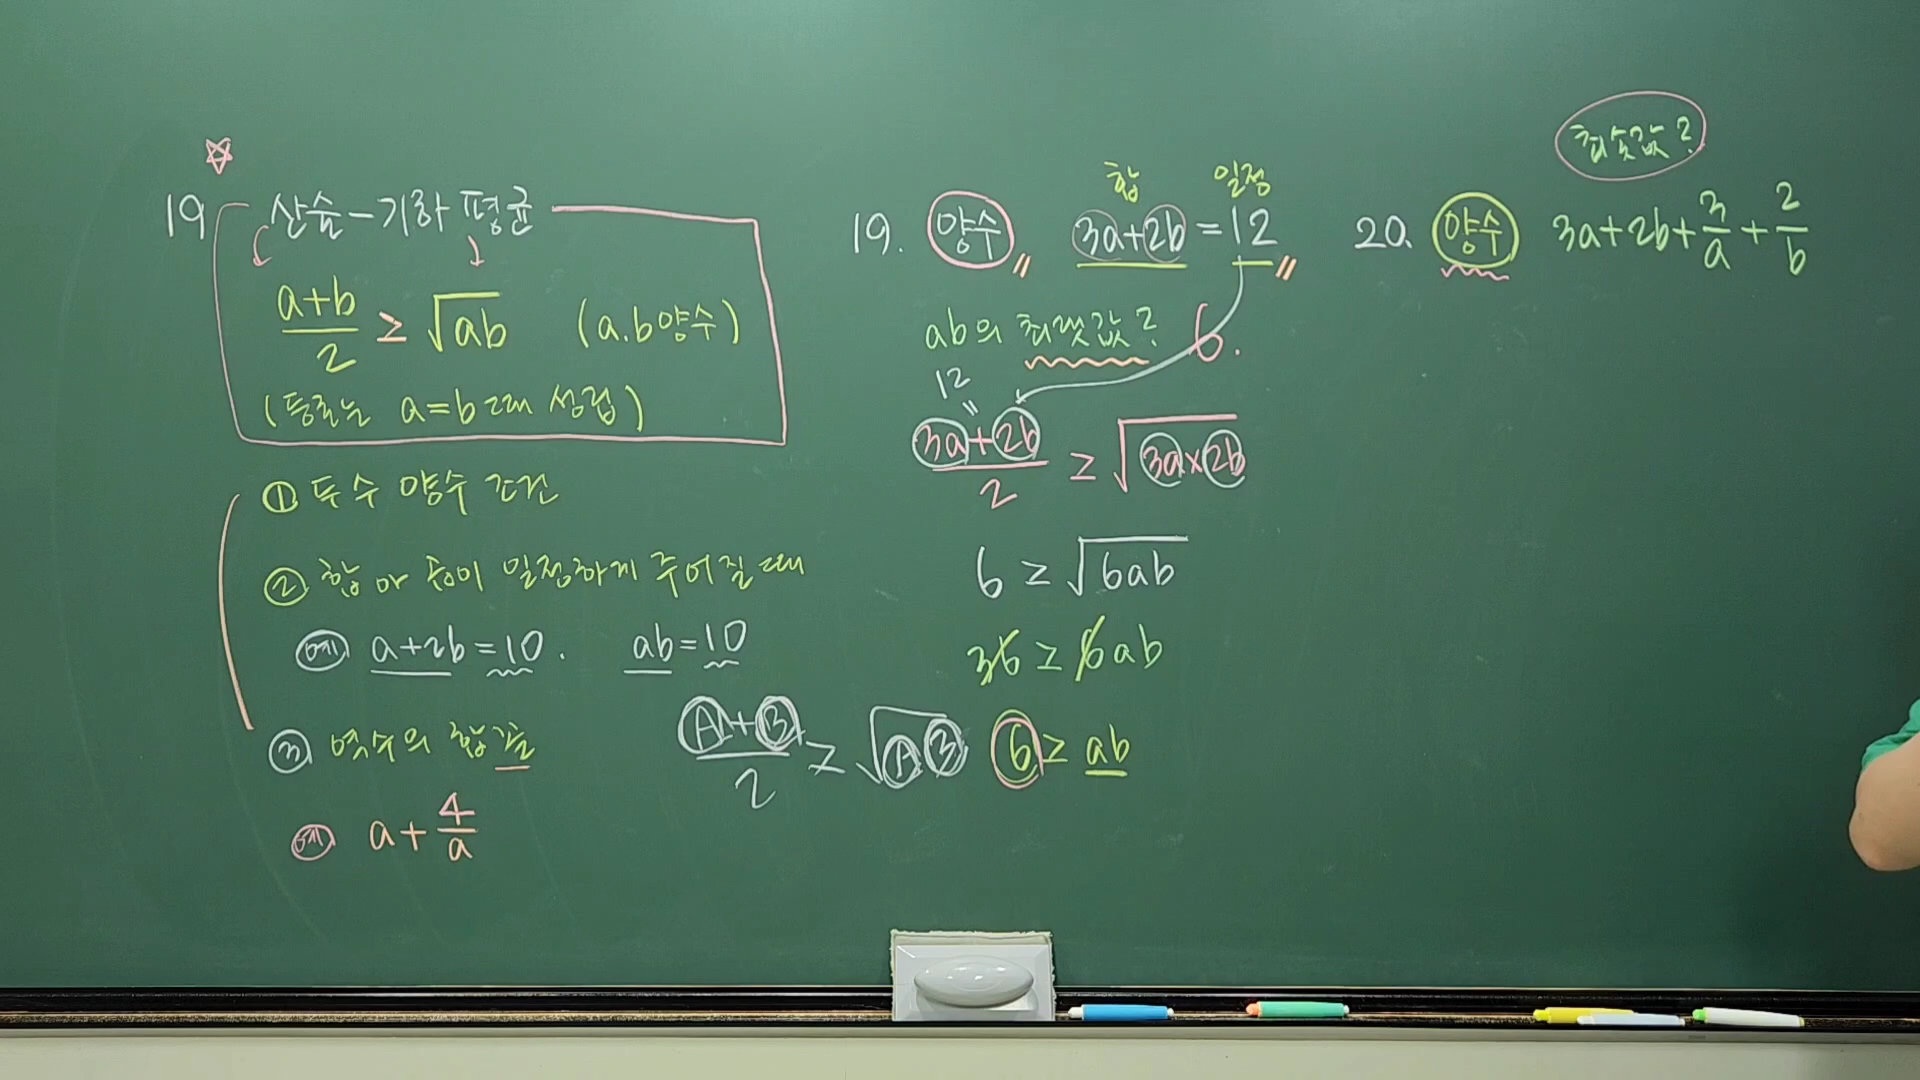 19 산술-기하 평균
a+b/2 ≥ √ab (a.b양수)
(등호는 a=b 때 성립)
① 두 수 양수 조건
② 합 or 곱이 일정하게 주어질 때
예 a+2b=10. ab=10
③ 역수의 합 꼴
예 a+4/a
A+B/2 ≥ √AB
19. 양수 3a+2b=12
합 일정
ab의 최댓값? 6.
12
=
3a+2b/2 ≥ √3a×2b
6 ≥ √6ab
36 ≥ 6ab
6 ≥ ab
최솟값?
20. 양수 3a+2b+3/a+2/b